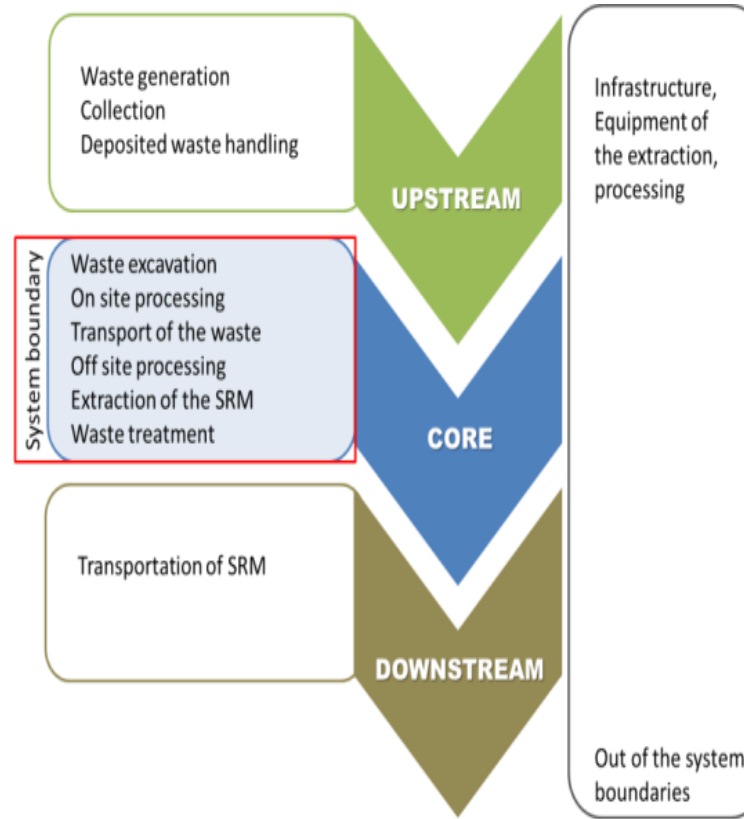 Waste generation
Collection
Deposited waste handling
UPSTREAM
Infrastructure,
Equipment of
the extraction,
processing
System boundary
Waste excavation
On site processing
Transport of the waste
Off site processing
Extraction of the SRM
Waste treatment
CORE
Transportation of SRM
DOWNSTREAM
Out of the system
boundaries